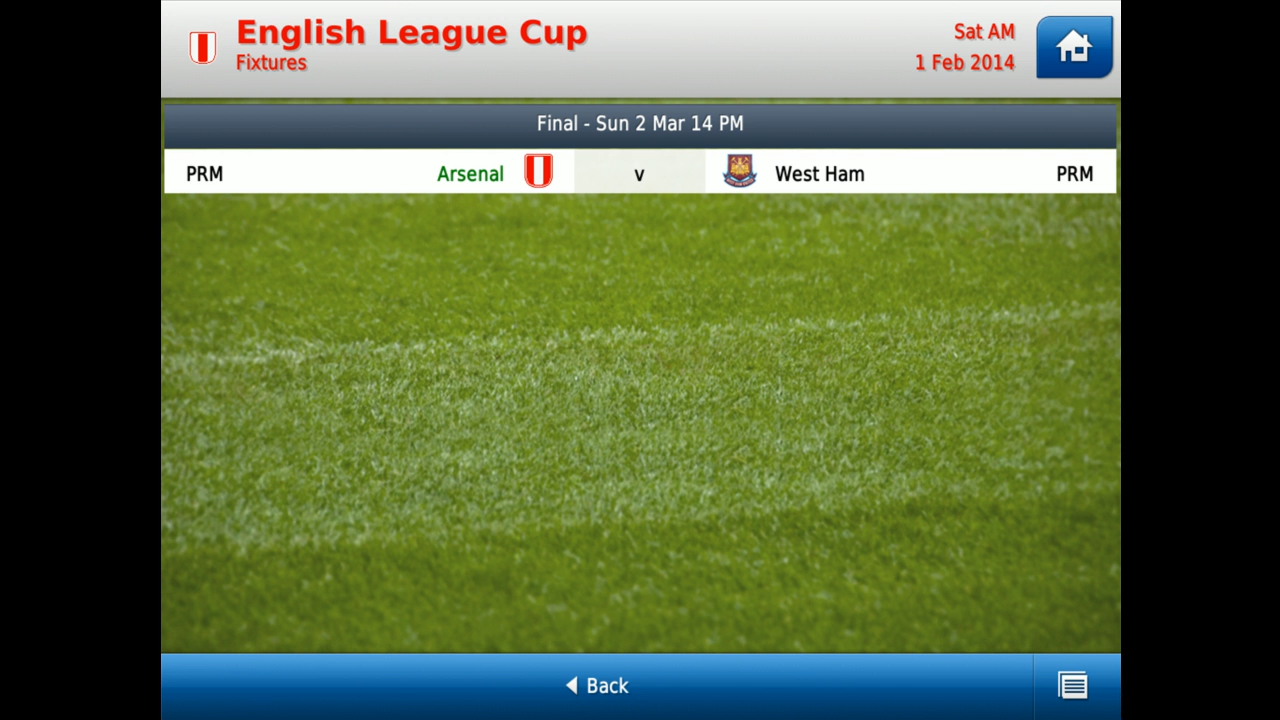 English League Cup
Fixtures
Sat AM
1 Feb 2014
Final - Sun 2 Mar 14 PM
PRM Arsenal v West Ham PRM
Back